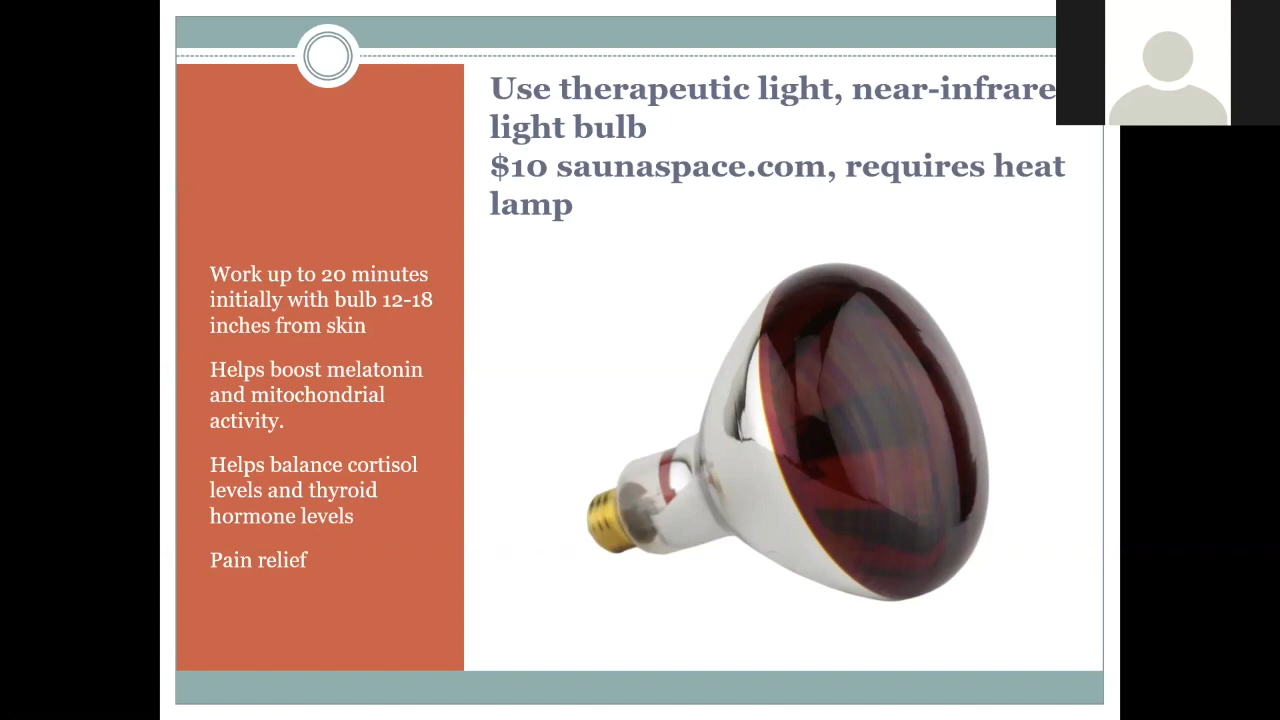 Use therapeutic light, near-infrare
light bulb
$10 saunaspace.com, requires heat
lamp
Work up to 20 minutes
initially with bulb 12-18
inches from skin
Helps boost melatonin
and mitochondrial
activity.
Helps balance cortisol
levels and thyroid
hormone levels
Pain relief